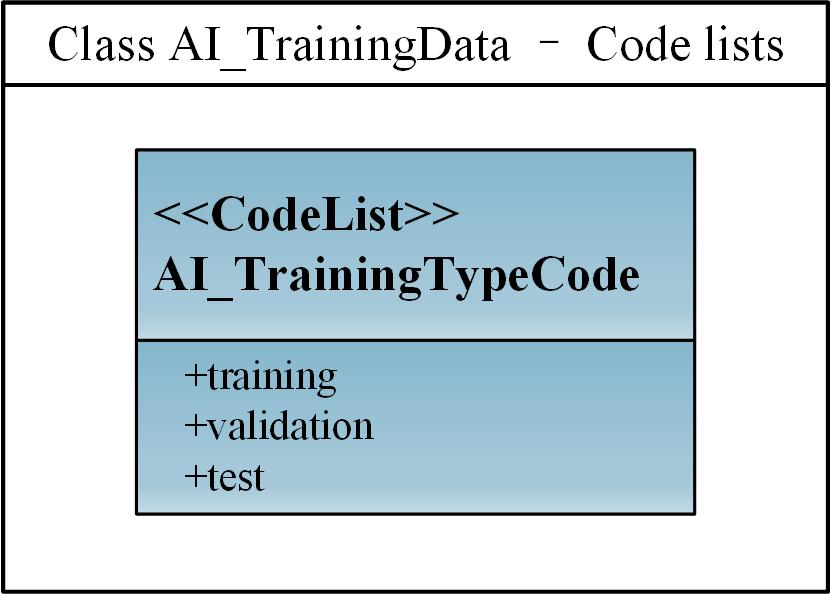 Class AI_TrainingData - Code lists
<<CodeList>>
AI_TrainingTypeCode
+training
+validation
+test